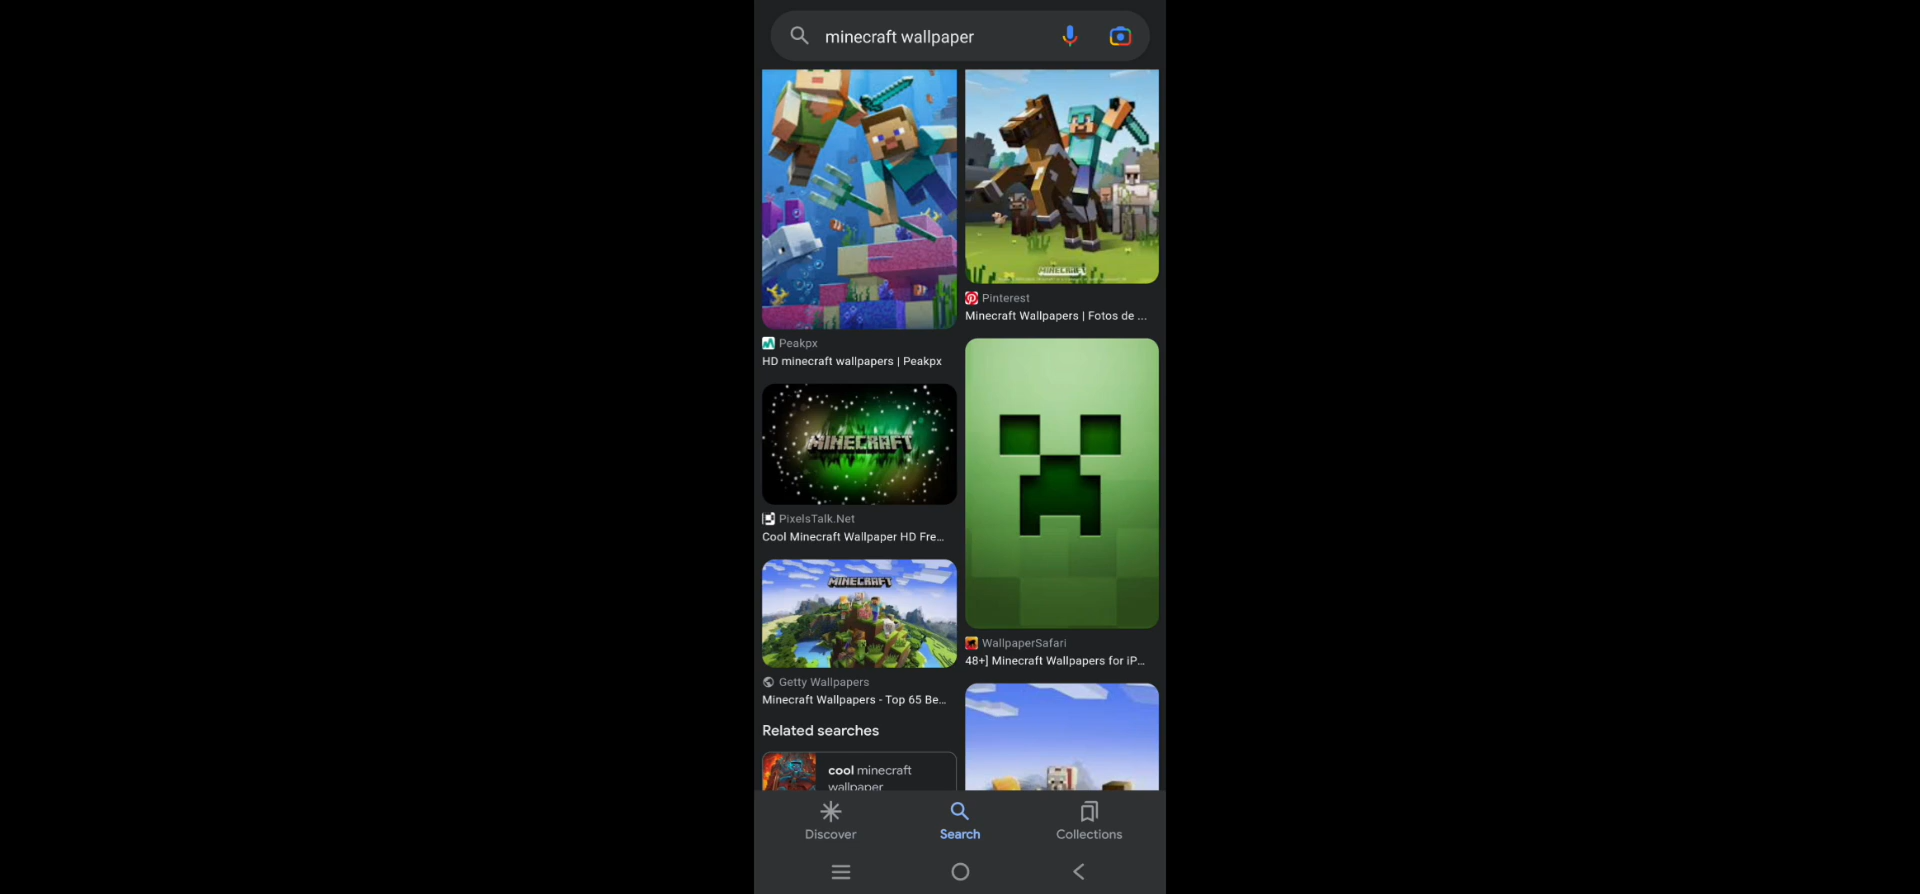 minecraft wallpaper
MINECRAFT
Pinterest
Minecraft Wallpapers | Fotos de ...
Peakpx
HD minecraft wallpapers | Peakpx
MINECRAFT
PixelsTalk.Net
Cool Minecraft Wallpaper HD Fre...
MINECRAFT
WallpaperSafari
48+] Minecraft Wallpapers for iP...
Getty Wallpapers
Minecraft Wallpapers - Top 65 Be...
Related searches
cool minecraft
wallpaper
Discover
Search
Collections